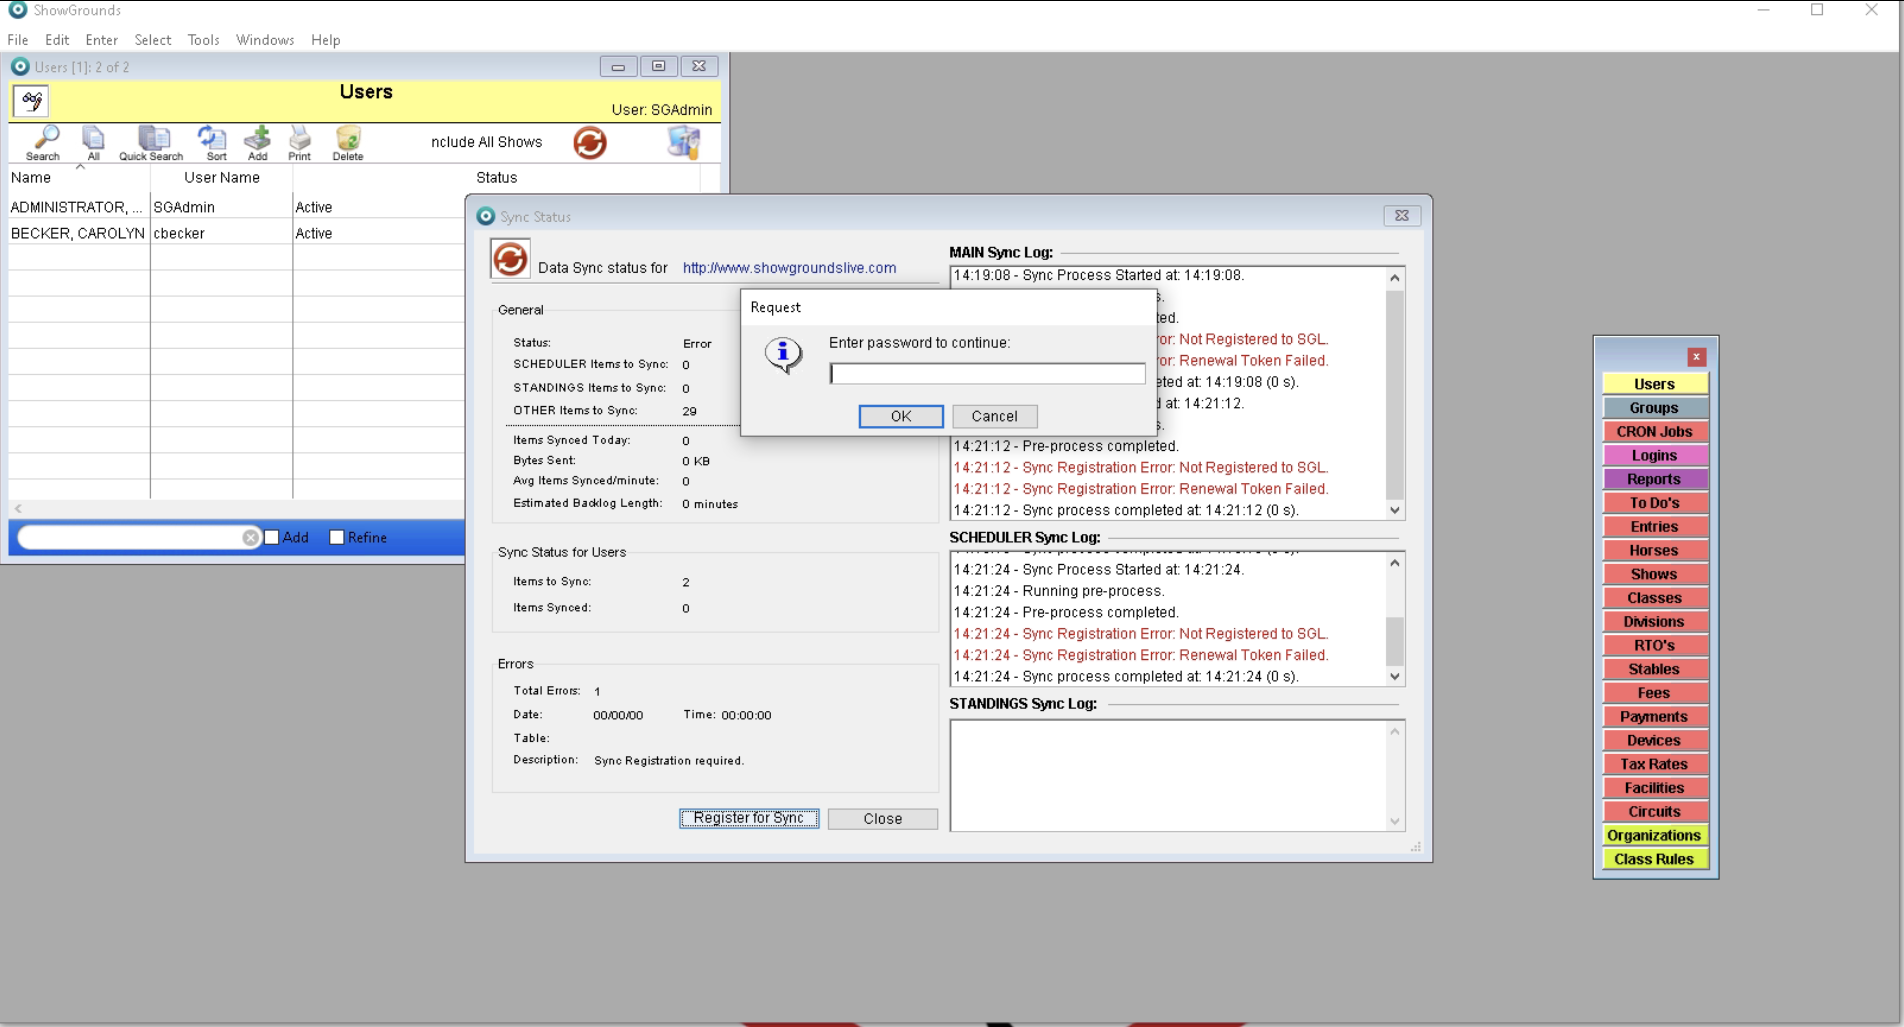 ShowGrounds
File Edit Enter Select Tools Windows Help
Users [1]: 2 of 2
Users
User: SGAdmin
Search All Quick Search Sort Add Print Delete
nclude All Shows
Name User Name Status
ADMINISTRATOR, ... SGAdmin Active
BECKER, CAROLYN cbecker Active
Add Refine
Sync Status
Data Sync status for http://www.showgroundslive.com
General
Status: Error
SCHEDULER Items to Sync: 0
STANDINGS Items to Sync: 0
OTHER Items to Sync: 29
Items Synced Today: 0
Bytes Sent: 0 KB
Avg Items Synced/minute: 0
Estimated Backlog Length: 0 minutes
Sync Status for Users
Items to Sync: 2
Items Synced: 0
Errors
Total Errors: 1
Date: 00/00/00 Time: 00:00:00
Table:
Description: Sync Registration required.
Register for Sync Close
MAIN Sync Log:
14:19:08 - Sync Process Started at: 14:19:08.
s.
ted.
ror: Not Registered to SGL.
ror: Renewal Token Failed.
eted at: 14:19:08 (0 s).
d at: 14:21:12.
s.
14:21:12 - Pre-process completed.
14:21:12 - Sync Registration Error: Not Registered to SGL.
14:21:12 - Sync Registration Error: Renewal Token Failed.
14:21:12 - Sync process completed at: 14:21:12 (0 s).
Request
Enter password to continue:
OK Cancel
SCHEDULER Sync Log:
14:21:24 - Sync Process Started at: 14:21:24.
14:21:24 - Running pre-process.
14:21:24 - Pre-process completed.
14:21:24 - Sync Registration Error: Not Registered to SGL.
14:21:24 - Sync Registration Error: Renewal Token Failed.
14:21:24 - Sync process completed at: 14:21:24 (0 s).
STANDINGS Sync Log:
Users
Groups
CRON Jobs
Logins
Reports
To Do's
Entries
Horses
Shows
Classes
Divisions
RTO's
Stables
Fees
Payments
Devices
Tax Rates
Facilities
Circuits
Organizations
Class Rules